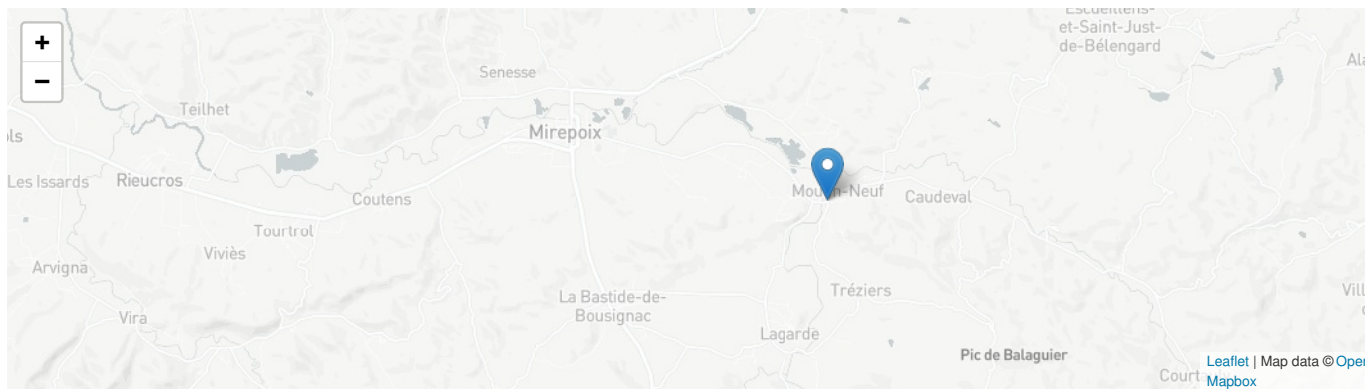 +
−
Escueillens-
et-Saint-Just-
de-Bélengard
Senesse
Teilhet
Mirepoix
Les Issards
Rieucros
Coutens
Caudeval
Tourtrol
Viviès
Arvigna
Tréziers
La Bastide-de-
Bousignac
Vira
Lagarde
Pic de Balaguier
Leaflet | Map data ©
Mapbox